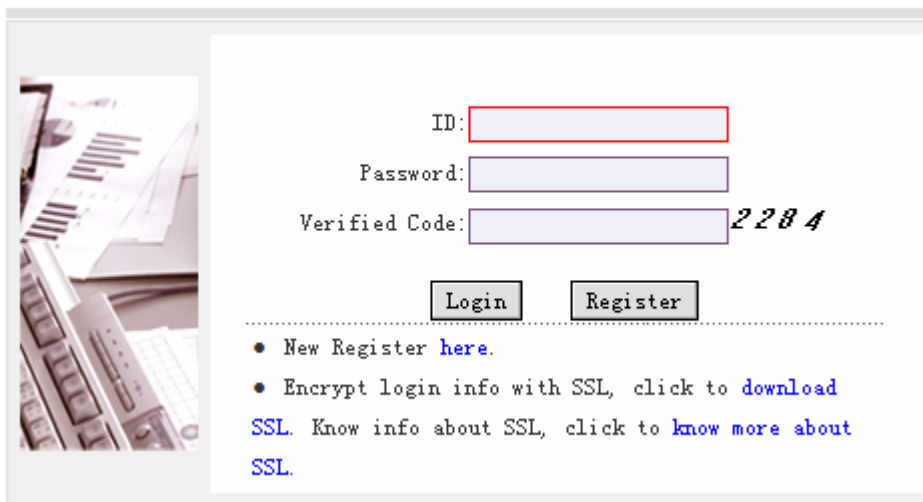 ID:
Password:
Verified Code: 2284
Login Register
New Register here.
Encrypt login info with SSL, click to download
SSL. Know info about SSL, click to know more about
SSL.